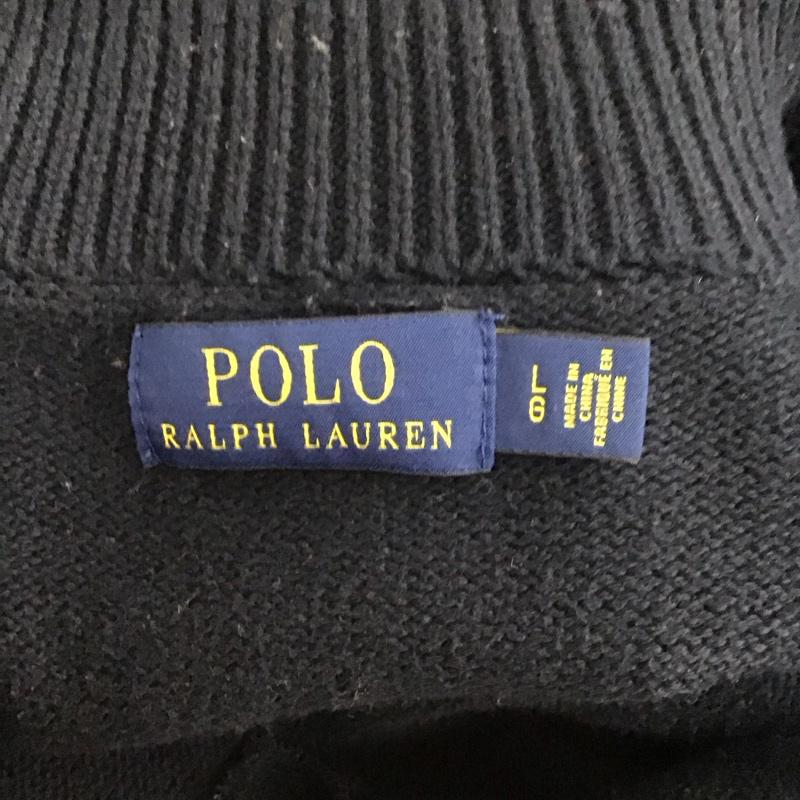 POLO
RALPH LAUREN
L
G
MADE IN
CHINA
FABRIQUÉ EN
CHINE